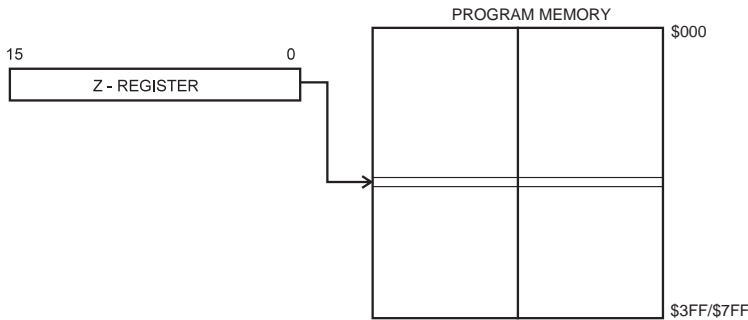 PROGRAM MEMORY
$000
15 0
Z - REGISTER
$3FF/$7FF